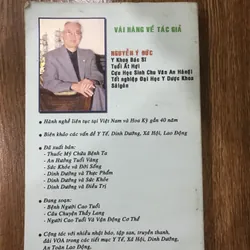 VÀI HÀNG VỀ TÁC GIẢ
NGUYỄN Ý ĐỨC
Y Khoa Bác Sĩ
Tuổi Ất Hợi
Cựu Học Sinh Chu Văn An Hànội
Tốt nghiệp Đại Học Y Dược Khoa
Sàigòn
• Hành nghề liên tục tại Việt Nam và Hoa Kỳ gần 40 năm
• Biên khảo các vấn đề Y Tế, Dinh Dưỡng, Xã Hội, Lao Động
• Đã xuất bản:
- Thuốc Mỹ Chữa Bệnh Ta
- An Hưởng Tuổi Vàng
- Sức Khỏe và Đời Sống
- Dinh Dưỡng và Thực Phẩm
- Dinh Dưỡng và Sức Khỏe
- Dinh Dưỡng và Điều Trị
• Đang soạn:
- Bệnh Người Cao Tuổi
- Câu Chuyện Thầy Lang
- Người Cao Tuổi Và Vận Động Cơ Thể
• Cộng tác với nhiều nhật báo, tập san, truyền thanh,
đài VOA trong các tiết mục Y Tế, Xã Hội, Dinh Dưỡng,
An Toàn Lao Động.